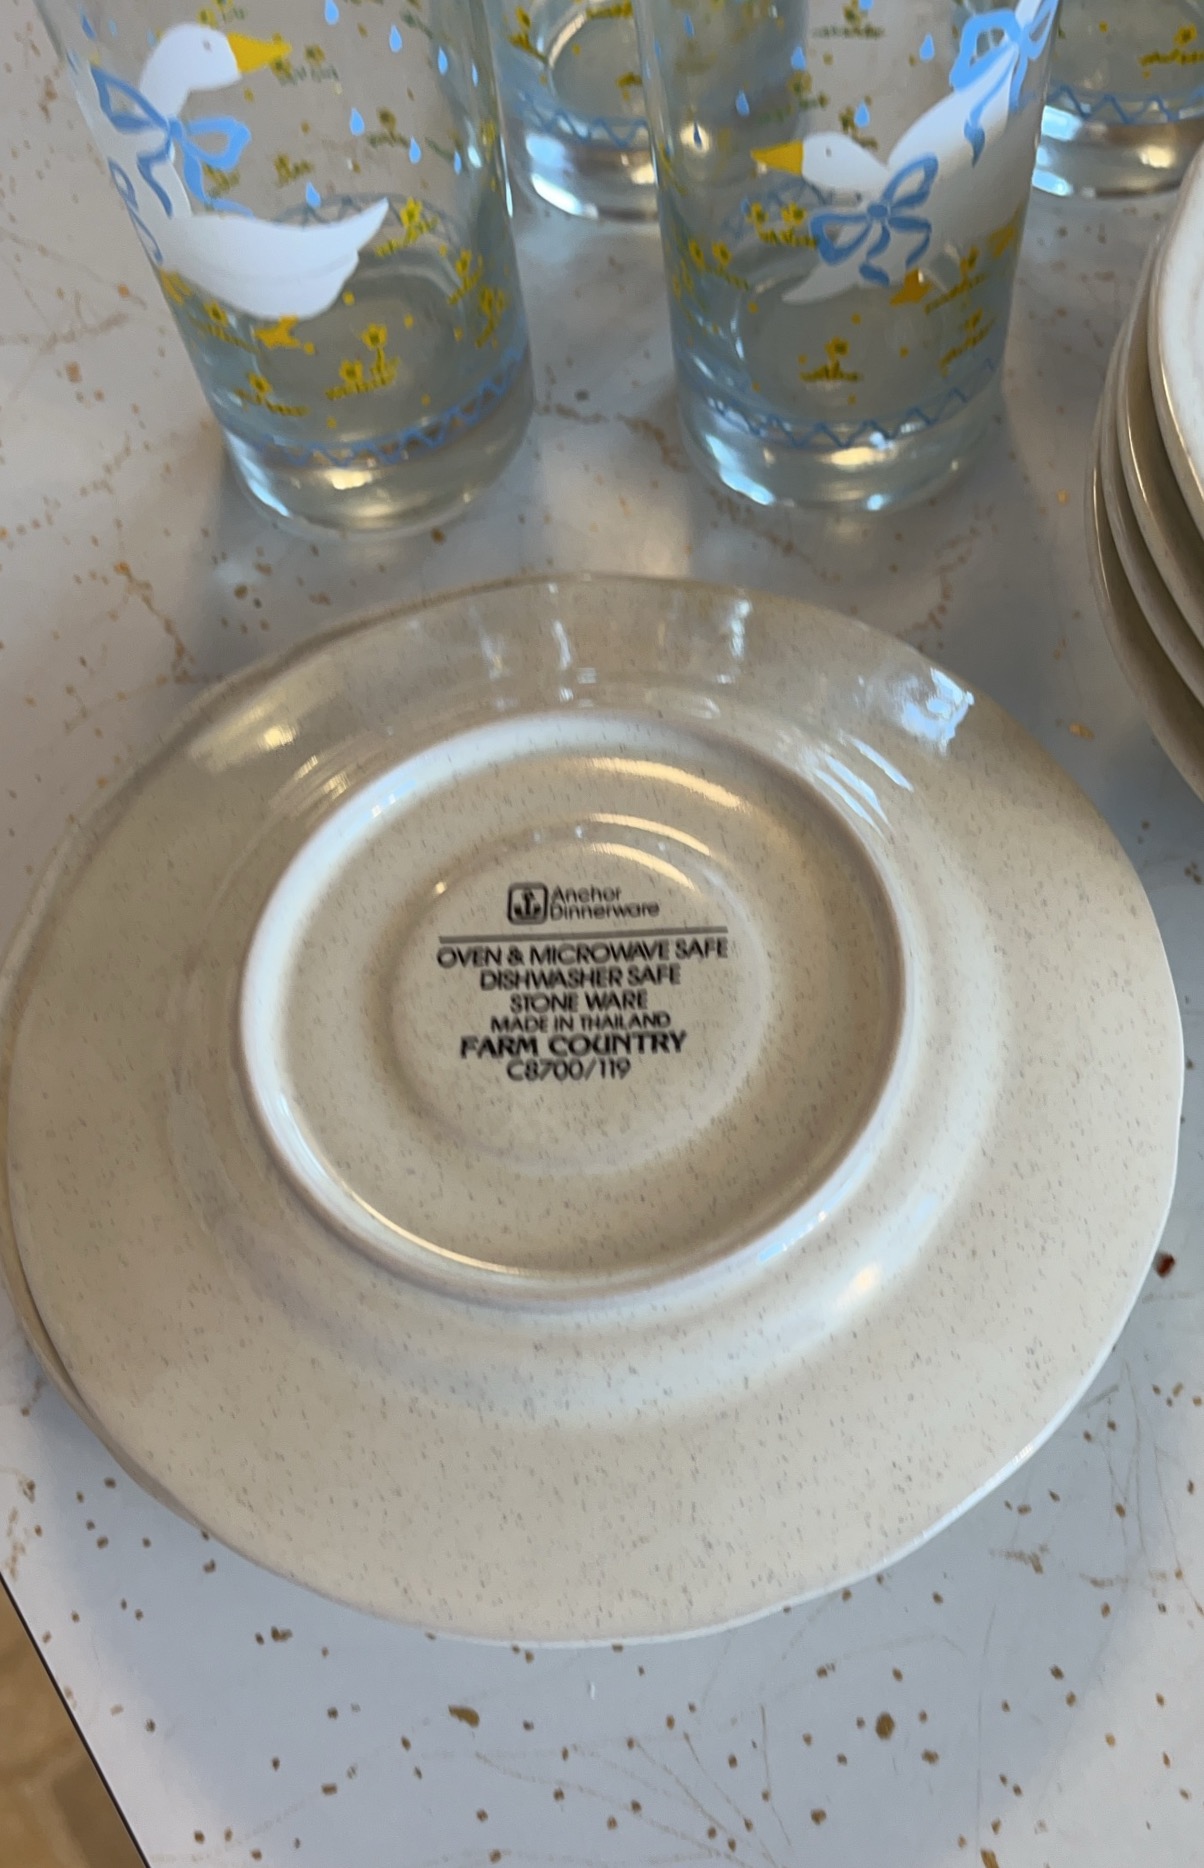 Anchor
Dinnerware
OVEN & MICROWAVE SAFE
DISHWASHER SAFE
STONE WARE
MADE IN THAILAND
FARM COUNTRY
C8700/119